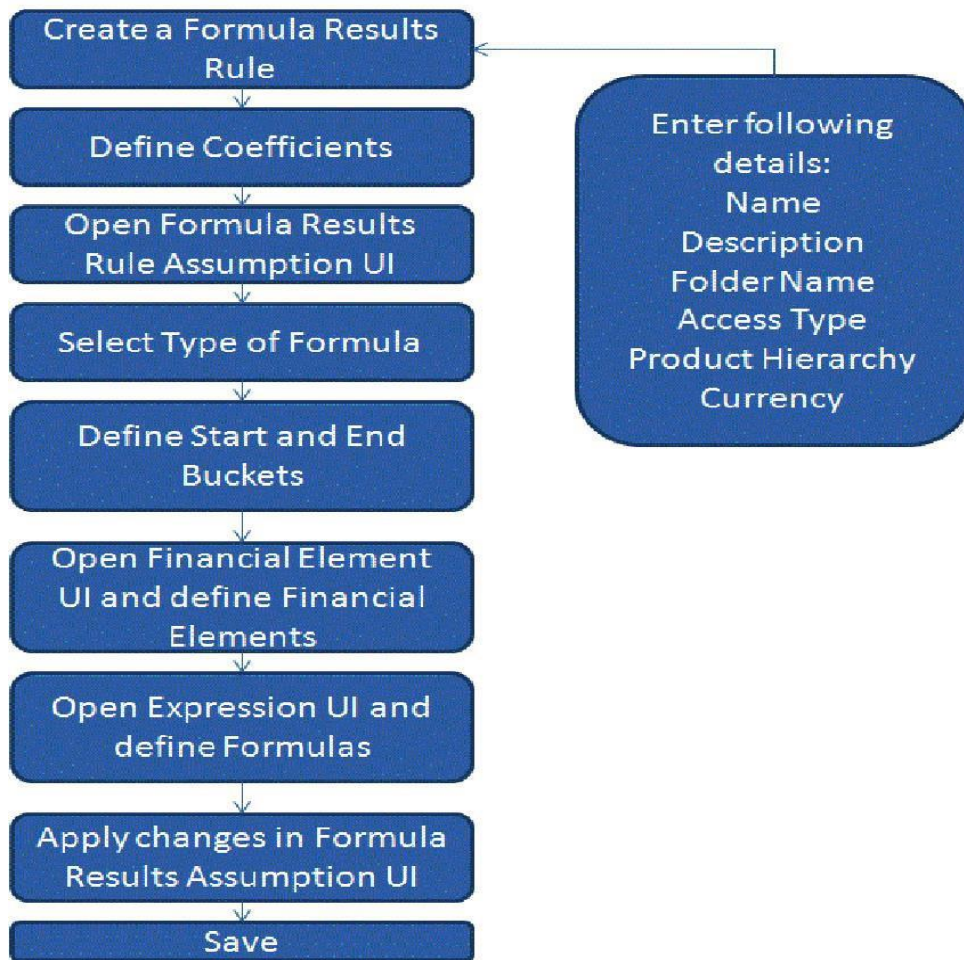 Create a Formula Results
Rule
Define Coefficients
Open Formula Results
Rule Assumption UI
Select Type of Formula
Define Start and End
Buckets
Open Financial Element
UI and define Financial
Elements
Open Expression UI and
define Formulas
Apply changes in Formula
Results Assumption UI
Save
Enter following
details:
Name
Description
Folder Name
Access Type
Product Hierarchy
Currency